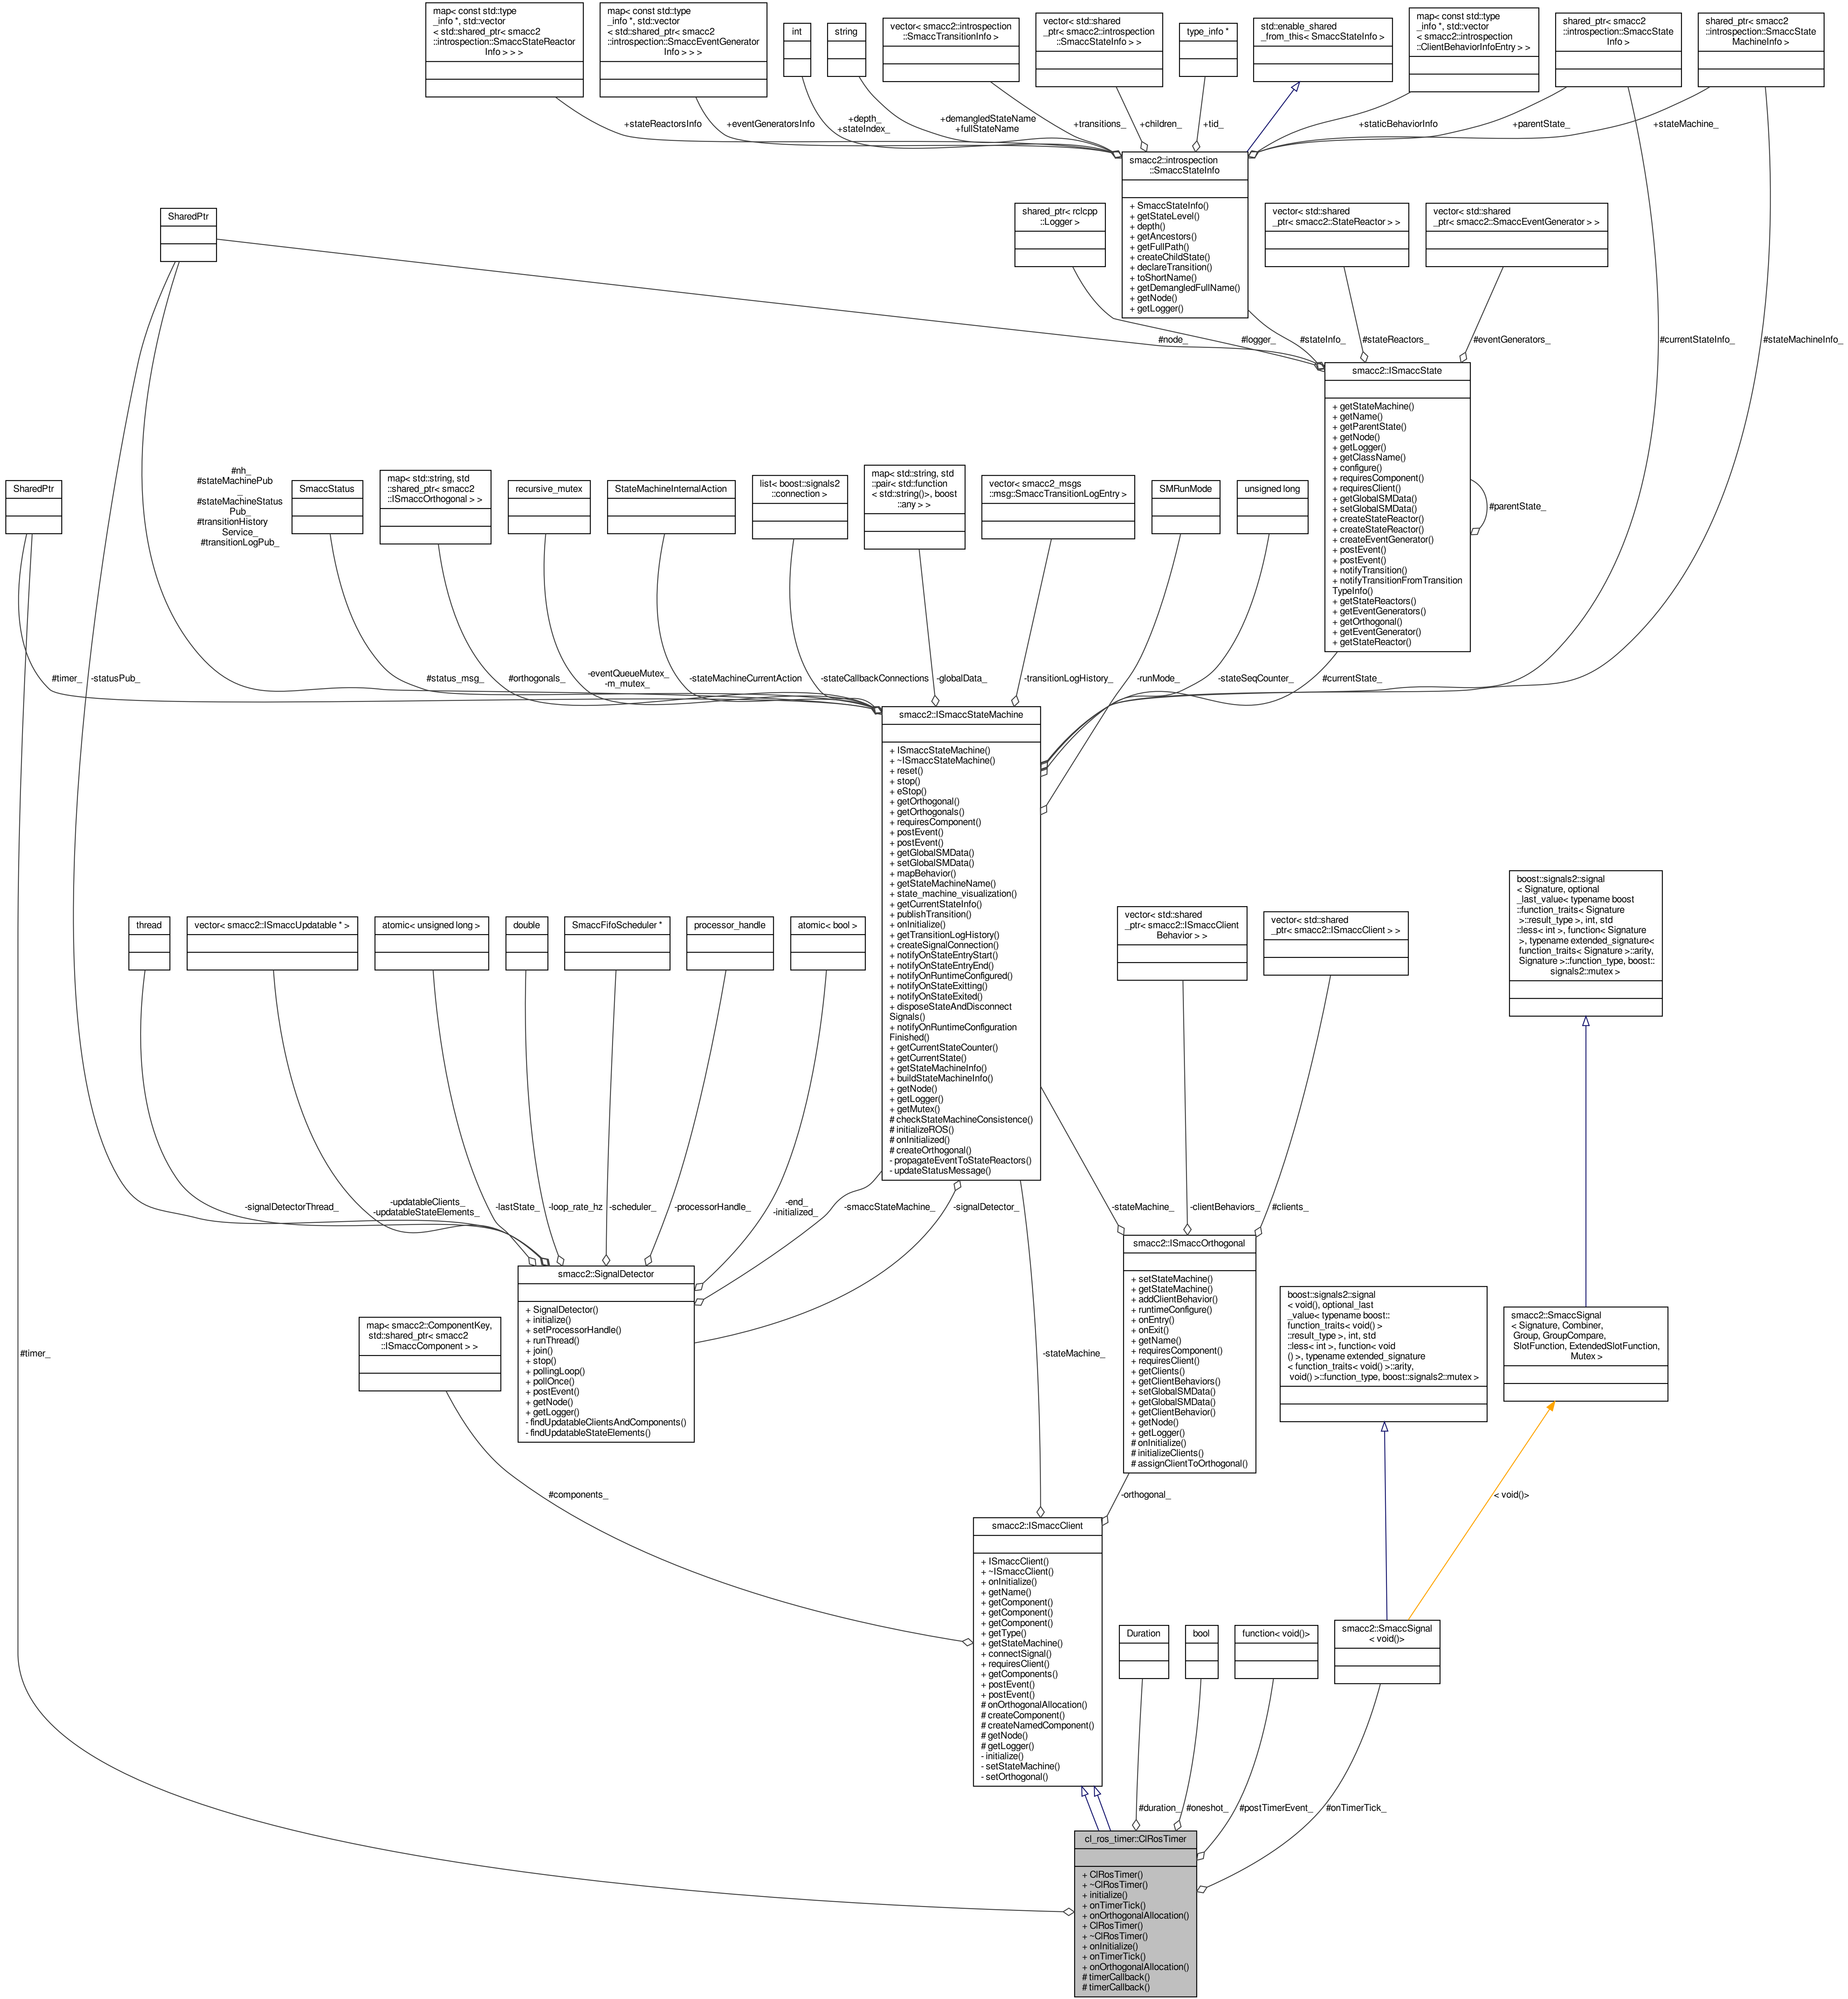 map< const std::type
_info *, std::vector
< std::shared_ptr< smacc2
::introspection::SmaccStateReactor
Info > > >
map< const std::type
_info *, std::vector
< std::shared_ptr< smacc2
::introspection::SmaccEventGenerator
Info > > >
int
string
vector< smacc2::introspection
::SmaccTransitionInfo >
vector< std::shared
_ptr< smacc2::introspection
::SmaccStateInfo > >
type_info *
std::enable_shared
_from_this< SmaccStateInfo >
map< const std::type
_info *, std::vector
< smacc2::introspection
::ClientBehaviorInfoEntry > >
shared_ptr< smacc2
::introspection::SmaccState
Info >
shared_ptr< smacc2
::introspection::SmaccState
MachineInfo >
+stateReactorsInfo
+eventGeneratorsInfo
+depth_
+stateIndex_
+demangledStateName
+fullStateName
+transitions_
+children_
+tid_
+staticBehaviorInfo
+parentState_
+stateMachine_
smacc2::introspection
::SmaccStateInfo
+ SmaccStateInfo()
+ getStateLevel()
+ depth()
+ getAncestors()
+ getFullPath()
+ createChildState()
+ declareTransition()
+ toShortName()
+ getDemangledFullName()
+ getNode()
+ getLogger()
SharedPtr
shared_ptr< rclcpp
::Logger >
vector< std::shared
_ptr< smacc2::StateReactor > >
vector< std::shared
_ptr< smacc2::SmaccEventGenerator > >
#node_
#logger_
#stateInfo_
#stateReactors_
#eventGenerators_
#currentStateInfo_
#stateMachineInfo_
smacc2::ISmaccState
+ getStateMachine()
+ getName()
+ getParentState()
+ getNode()
+ getLogger()
+ getClassName()
+ configure()
+ requiresComponent()
+ requiresClient()
+ getGlobalSMData()
+ setGlobalSMData()
+ createStateReactor()
+ createStateReactor()
+ createEventGenerator()
+ postEvent()
+ postEvent()
+ notifyTransition()
+ notifyTransitionFromTransition
TypeInfo()
+ getStateReactors()
+ getEventGenerators()
+ getOrthogonal()
+ getEventGenerator()
+ getStateReactor()
#parentState_
SharedPtr
#nh_
#stateMachinePub
_
#stateMachineStatus
Pub_
#transitionHistory
Service_
#transitionLogPub_
SmaccStatus
map< std::string, std
::shared_ptr< smacc2
::ISmaccOrthogonal > >
recursive_mutex
StateMachineInternalAction
list< boost::signals2
::connection >
map< std::string, std
::pair< std::function
< std::string()>, boost
::any > >
vector< smacc2_msgs
::msg::SmaccTransitionLogEntry >
SMRunMode
unsigned long
#timer_
-statusPub_
#status_msg_
#orthogonals_
-eventQueueMutex_
-m_mutex_
-stateMachineCurrentAction
-stateCallbackConnections
-globalData_
-transitionLogHistory_
-runMode_
-stateSeqCounter_
#currentState_
smacc2::ISmaccStateMachine
+ ISmaccStateMachine()
+ ~ISmaccStateMachine()
+ reset()
+ stop()
+ eStop()
+ getOrthogonal()
+ getOrthogonals()
+ requiresComponent()
+ postEvent()
+ postEvent()
+ getGlobalSMData()
+ setGlobalSMData()
+ mapBehavior()
+ getStateMachineName()
+ state_machine_visualization()
+ getCurrentStateInfo()
+ publishTransition()
+ onInitialize()
+ getTransitionLogHistory()
+ createSignalConnection()
+ notifyOnStateEntryStart()
+ notifyOnStateEntryEnd()
+ notifyOnRuntimeConfigured()
+ notifyOnStateExitting()
+ notifyOnStateExited()
+ disposeStateAndDisconnect
Signals()
+ notifyOnRuntimeConfiguration
Finished()
+ getCurrentStateCounter()
+ getCurrentState()
+ getStateMachineInfo()
+ buildStateMachineInfo()
+ getNode()
+ getLogger()
+ getMutex()
# checkStateMachineConsistence()
# initializeROS()
# onInitialized()
# createOrthogonal()
- propagateEventToStateReactors()
- updateStatusMessage()
thread
vector< smacc2::ISmaccUpdatable * >
atomic< unsigned long >
double
SmaccFifoScheduler *
processor_handle
atomic< bool >
vector< std::shared
_ptr< smacc2::ISmaccClient
Behavior > >
vector< std::shared
_ptr< smacc2::ISmaccClient > >
boost::signals2::signal
< Signature, optional
_last_value< typename boost
::function_traits< Signature
>::result_type >, int, std
::less< int >, function< Signature
>, typename extended_signature<
function_traits< Signature >::arity,
Signature >::function_type, boost::
signals2::mutex >
-signalDetectorThread_
-updatableClients_
-updatableStateElements_
-lastState_
-loop_rate_hz
-scheduler_
-processorHandle_
-end_
-initialized_
-smaccStateMachine_
-signalDetector_
-stateMachine_
-clientBehaviors_
#clients_
smacc2::SignalDetector
+ SignalDetector()
+ initialize()
+ setProcessorHandle()
+ runThread()
+ join()
+ stop()
+ pollingLoop()
+ pollOnce()
+ postEvent()
+ getNode()
+ getLogger()
- findUpdatableClientsAndComponents()
- findUpdatableStateElements()
smacc2::ISmaccOrthogonal
+ setStateMachine()
+ getStateMachine()
+ addClientBehavior()
+ runtimeConfigure()
+ onEntry()
+ onExit()
+ getName()
+ requiresComponent()
+ requiresClient()
+ getClients()
+ getClientBehaviors()
+ setGlobalSMData()
+ getGlobalSMData()
+ getClientBehavior()
+ getNode()
+ getLogger()
# onInitialize()
# initializeClients()
# assignClientToOrthogonal()
boost::signals2::signal
< void(), optional_last
_value< typename boost::
function_traits< void() >
::result_type >, int, std
::less< int >, function< void
() >, typename extended_signature
< function_traits< void() >::arity,
void() >::function_type, boost::signals2::mutex >
smacc2::SmaccSignal
< Signature, Combiner,
Group, GroupCompare,
SlotFunction, ExtendedSlotFunction,
Mutex >
map< smacc2::ComponentKey,
std::shared_ptr< smacc2
::ISmaccComponent > >
#timer_
-stateMachine_
#components_
-orthogonal_
< void()>
smacc2::ISmaccClient
+ ISmaccClient()
+ ~ISmaccClient()
+ onInitialize()
+ getName()
+ getComponent()
+ getComponent()
+ getComponent()
+ getType()
+ getStateMachine()
+ connectSignal()
+ requiresClient()
+ getComponents()
+ postEvent()
+ postEvent()
# onOrthogonalAllocation()
# createComponent()
# createNamedComponent()
# getNode()
# getLogger()
- initialize()
- setStateMachine()
- setOrthogonal()
Duration
bool
function< void()>
smacc2::SmaccSignal
< void()>
#duration_
#oneshot_
#postTimerEvent_
#onTimerTick_
cl_ros_timer::ClRosTimer
+ ClRosTimer()
+ ~ClRosTimer()
+ initialize()
+ onTimerTick()
+ onOrthogonalAllocation()
+ ClRosTimer()
+ ~ClRosTimer()
+ onInitialize()
+ onTimerTick()
+ onOrthogonalAllocation()
# timerCallback()
# timerCallback()